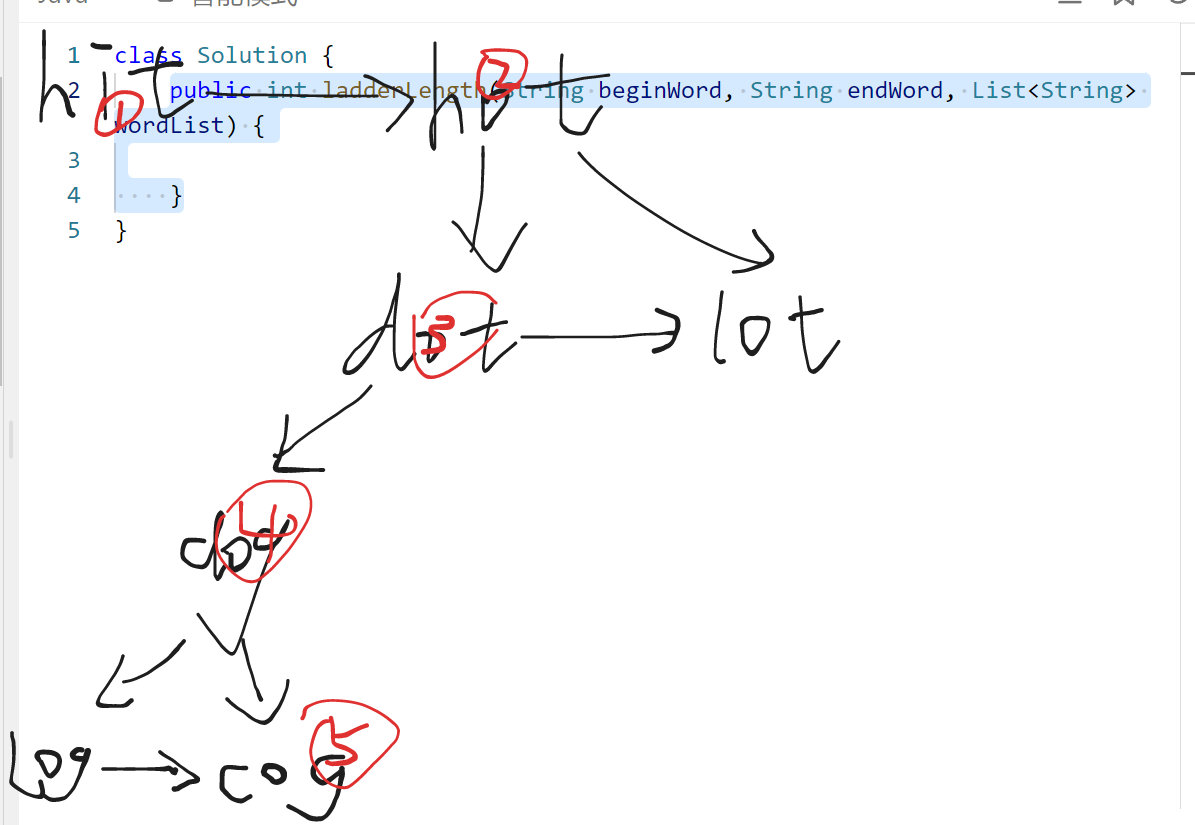 Java 智能模式
1 class Solution {
2 public int ladderLength(String beginWord, String endWord, List<String>
wordList) {
3
4 }
5 }
hit ① hot ②
dot ③ lot
dog ④
log cog ⑤